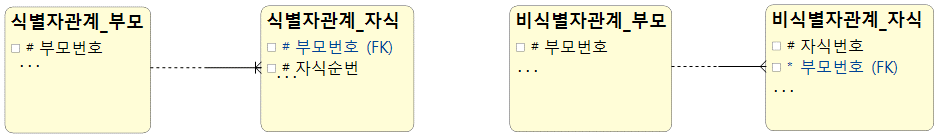 식별자관계_부모
# 부모번호
...
식별자관계_자식
# 부모번호 (FK)
# 자식순번
...
비식별자관계_부모
# 부모번호
...
비식별자관계_자식
# 자식번호
* 부모번호 (FK)
...